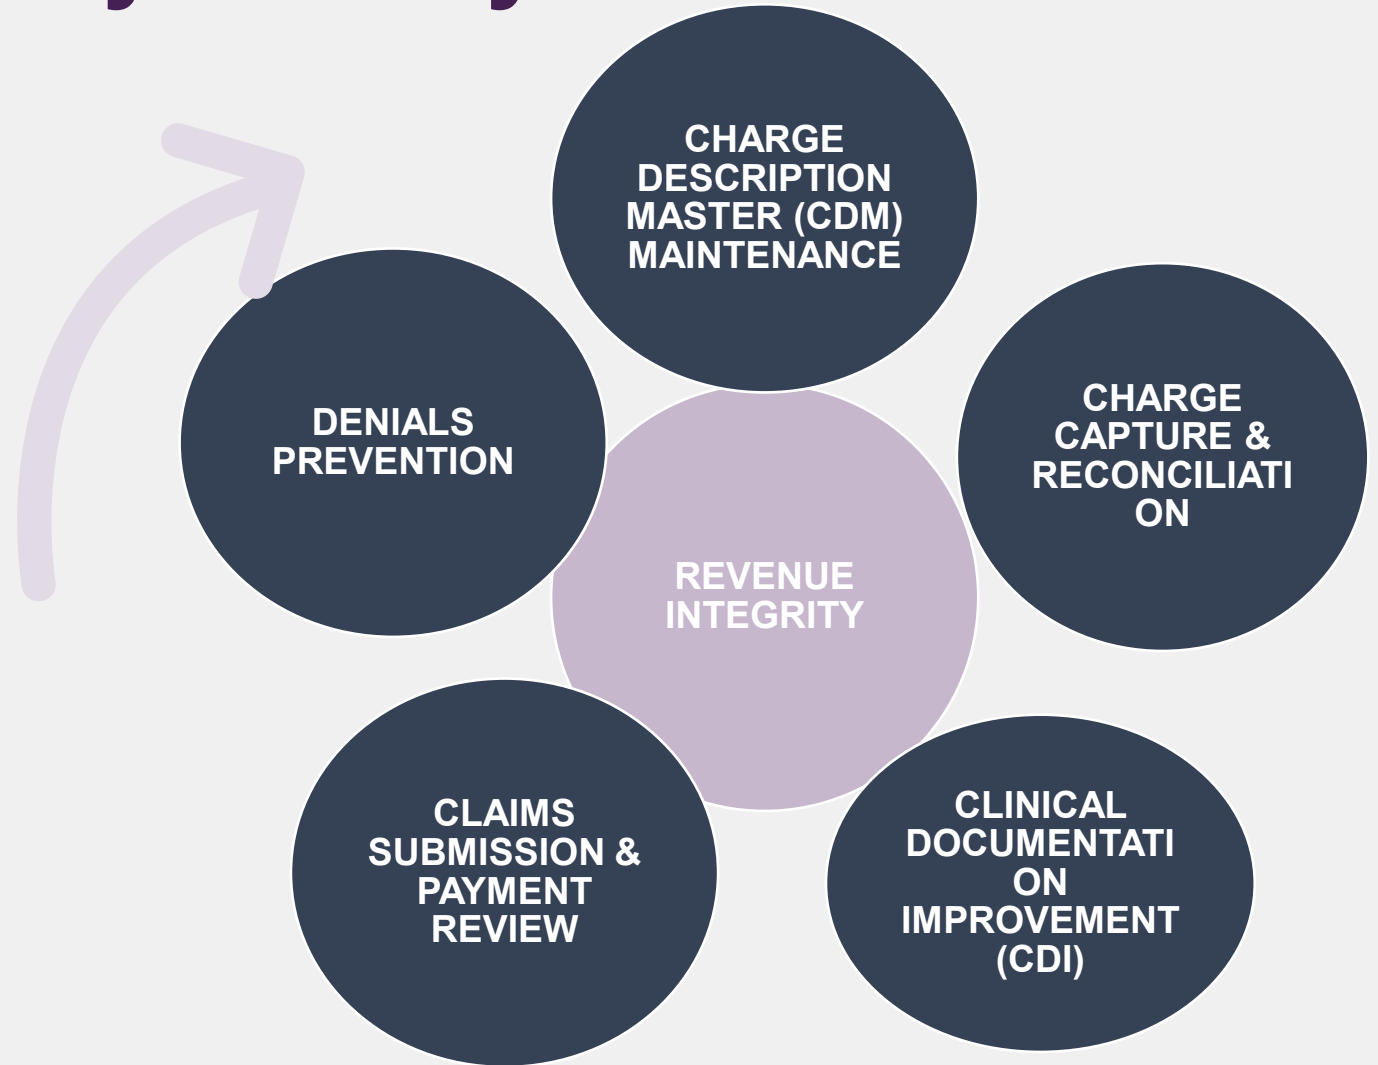 CHARGE
DESCRIPTION
MASTER (CDM)
MAINTENANCE
CHARGE
CAPTURE &
RECONCILIATI
ON
DENIALS
PREVENTION
REVENUE
INTEGRITY
CLAIMS
SUBMISSION &
PAYMENT
REVIEW
CLINICAL
DOCUMENTATI
ON
IMPROVEMENT
(CDI)